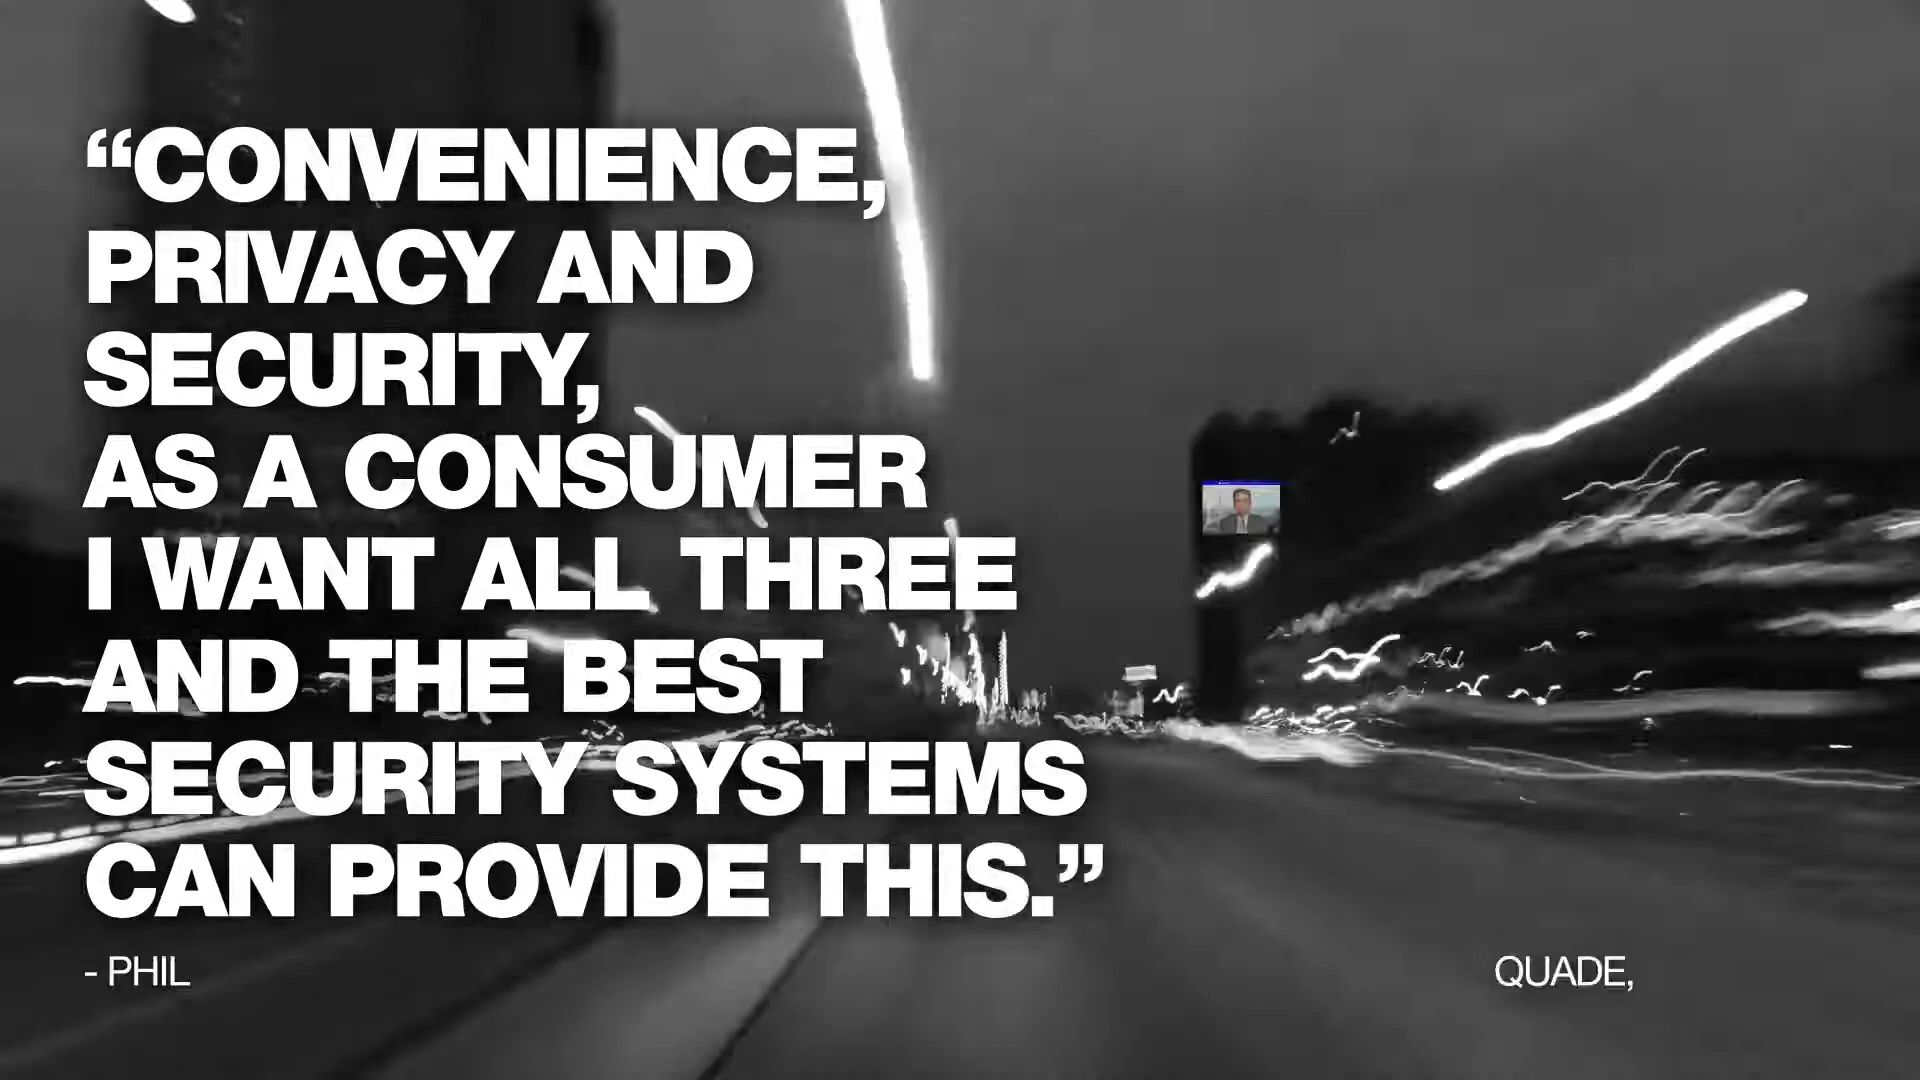 “CONVENIENCE,
PRIVACY AND
SECURITY,
AS A CONSUMER
I WANT ALL THREE
AND THE BEST
SECURITY SYSTEMS
CAN PROVIDE THIS.”
- PHIL QUADE,